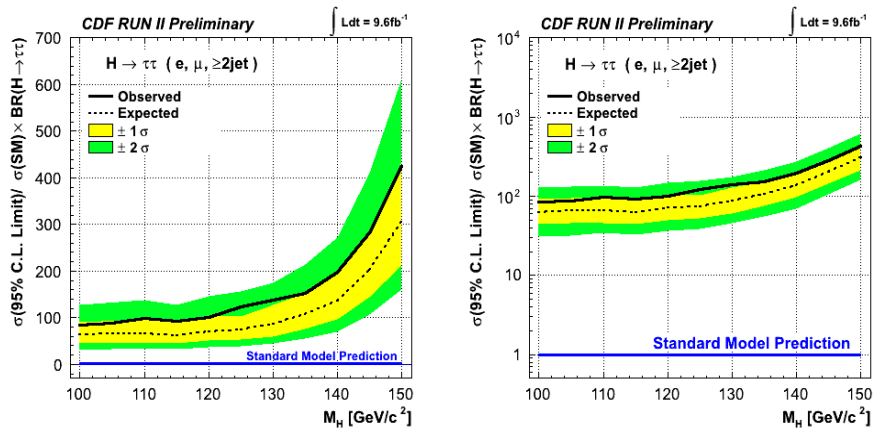 CDF RUN II Preliminary
∫ Ldt = 9.6fb⁻¹
H → ττ ( e, μ, ≥2jet )
Observed
Expected
± 1 σ
± 2 σ
σ(95% C.L. Limit)/ σ(SM)× BR(H→ττ)
700
600
500
400
300
200
100
0
Standard Model Prediction
100 110 120 130 140 150
M_H [GeV/c²]
CDF RUN II Preliminary
∫ Ldt = 9.6fb⁻¹
H → ττ ( e, μ, ≥2jet )
Observed
Expected
± 1 σ
± 2 σ
σ(95% C.L. Limit)/ σ(SM)× BR(H→ττ)
10⁴
10³
10²
10
1
Standard Model Prediction
100 110 120 130 140 150
M_H [GeV/c²]